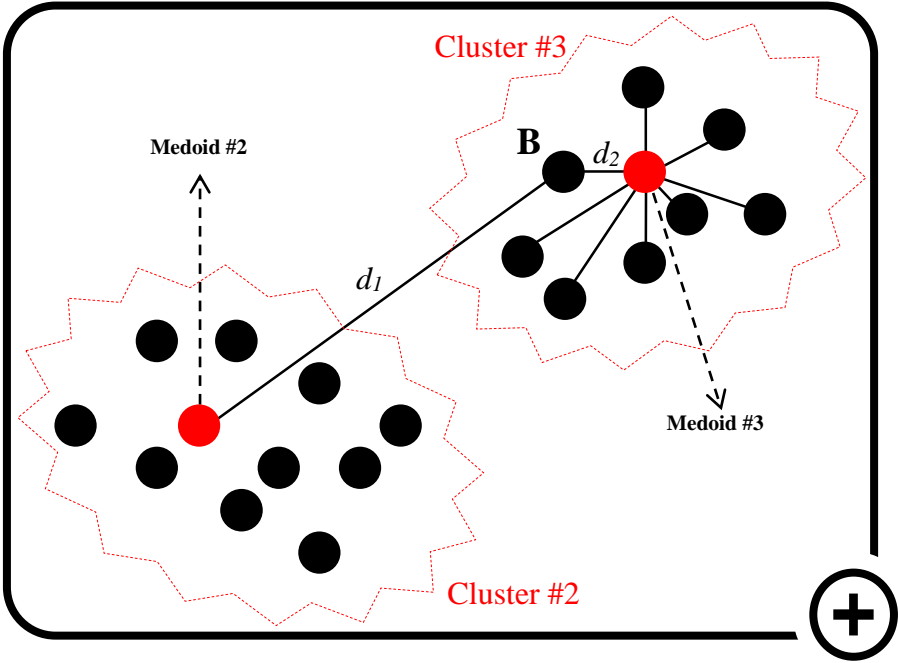 Cluster #3
B
d2
Medoid #2
d1
Medoid #3
Cluster #2
+